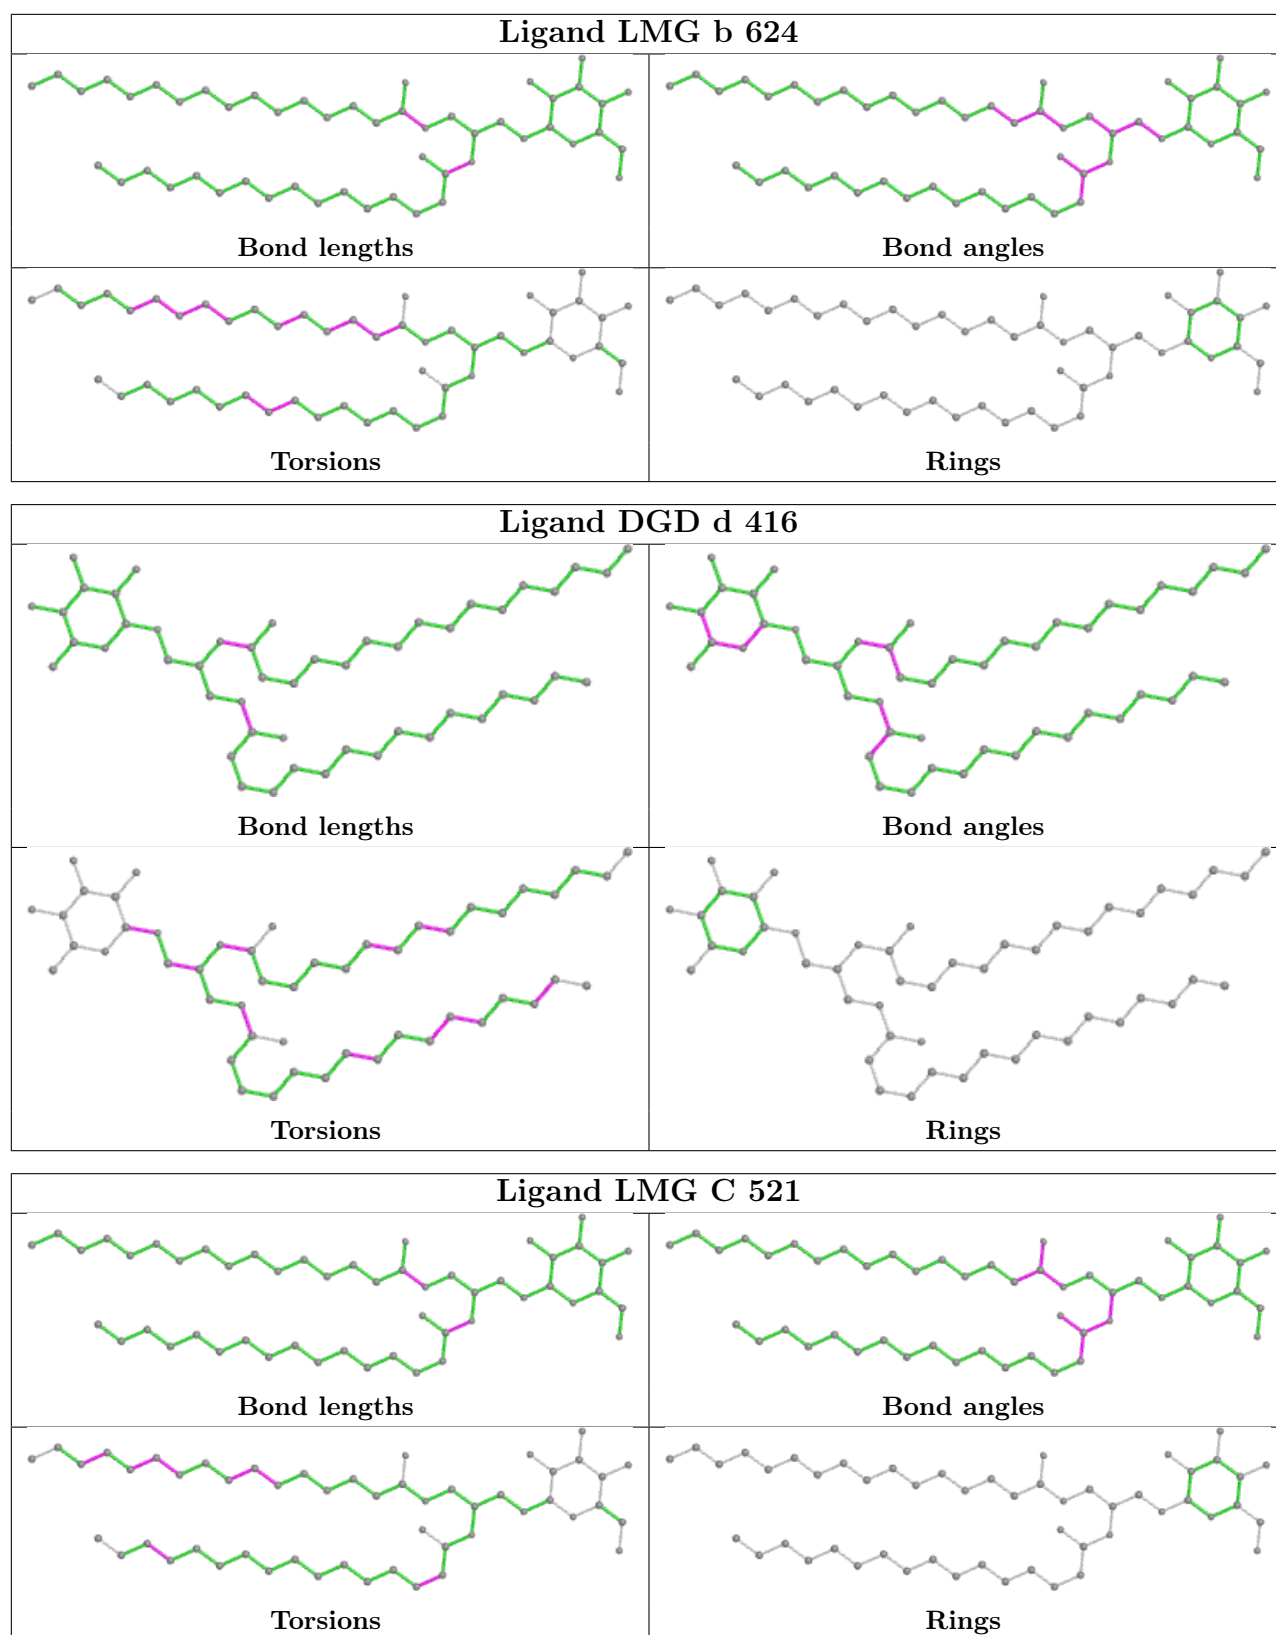 Ligand LMG b 624
Bond lengths Bond angles
Torsions Rings
Ligand DGD d 416
Bond lengths Bond angles
Torsions Rings
Ligand LMG C 521
Bond lengths Bond angles
Torsions Rings